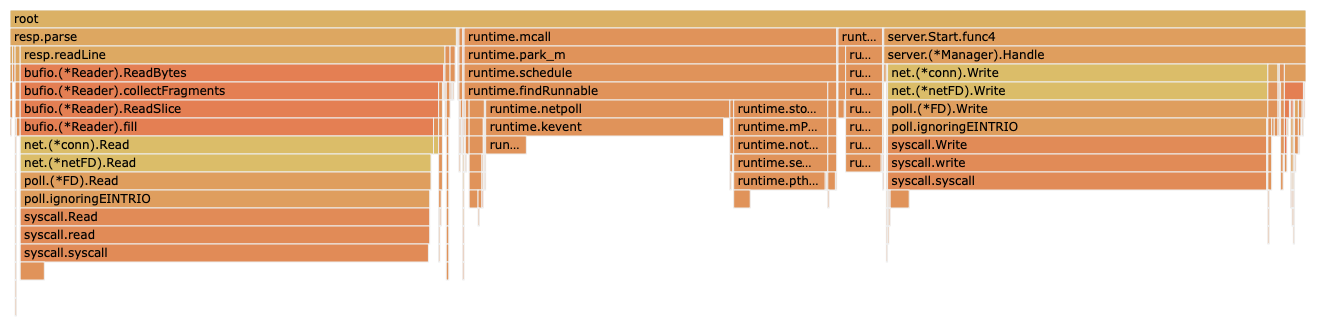 root
resp.parse runtime.mcall runt... server.Start.func4
resp.readLine runtime.park_m ru... server.(*Manager).Handle
bufio.(*Reader).ReadBytes runtime.schedule ru... net.(*conn).Write
bufio.(*Reader).collectFragments runtime.findRunnable ru... net.(*netFD).Write
bufio.(*Reader).ReadSlice runtime.netpoll runtime.sto... ru... poll.(*FD).Write
bufio.(*Reader).fill runtime.kevent runtime.mP... ru... poll.ignoringEINTRIO
net.(*conn).Read run... runtime.not... ru... syscall.Write
net.(*netFD).Read runtime.se... ru... syscall.write
poll.(*FD).Read runtime.pth... syscall.syscall
poll.ignoringEINTRIO
syscall.Read
syscall.read
syscall.syscall